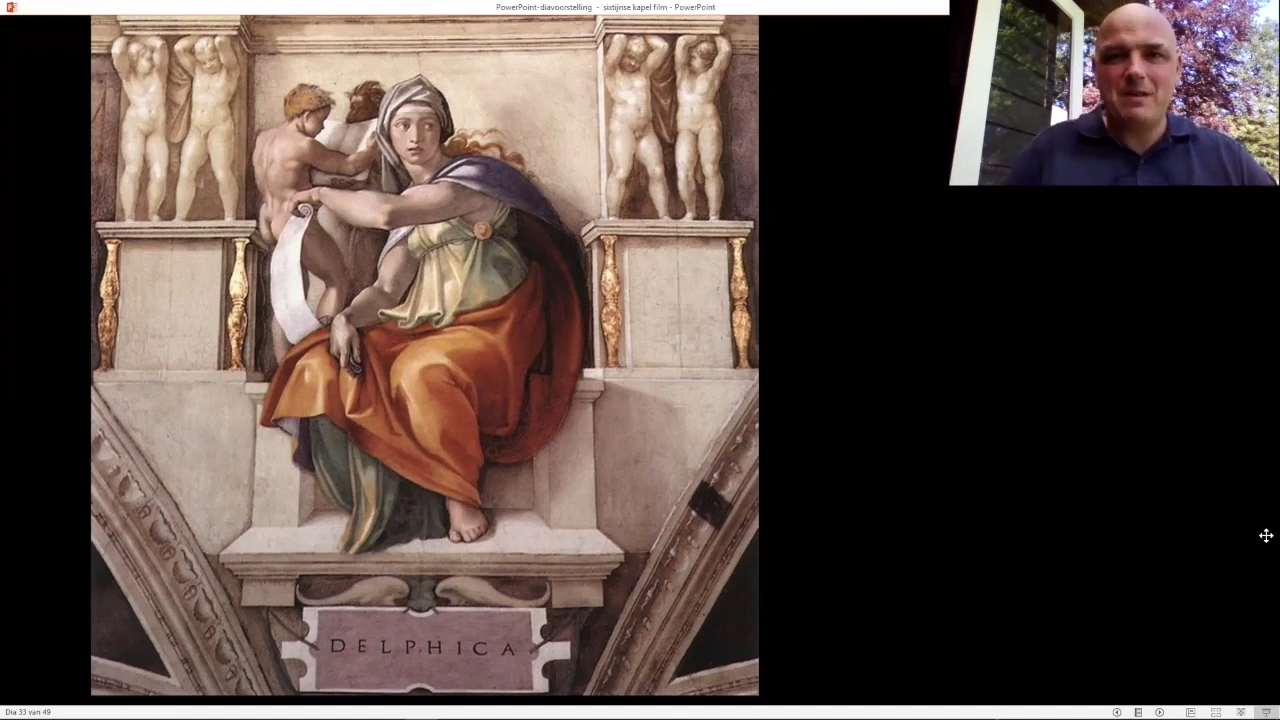 PowerPoint-diavoorstelling - sixtijnse kapel film - PowerPoint
DELPHICA
Dia 33 van 49